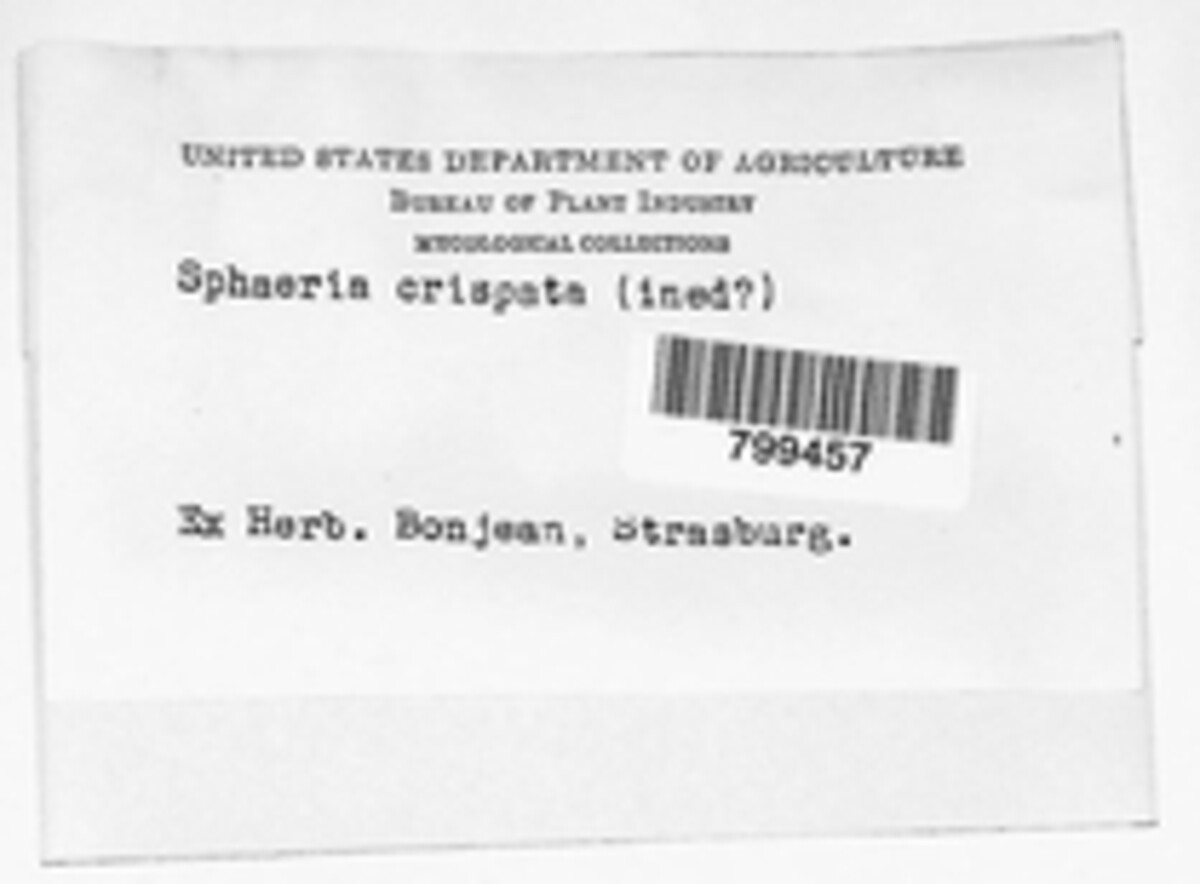 UNITED STATES DEPARTMENT OF AGRICULTURE
BUREAU OF PLANT INDUSTRY
MYCOLOGICAL COLLECTIONS
Sphaeria crispata (ined?)
799457
Ex Herb. Bonjean, Strasburg.